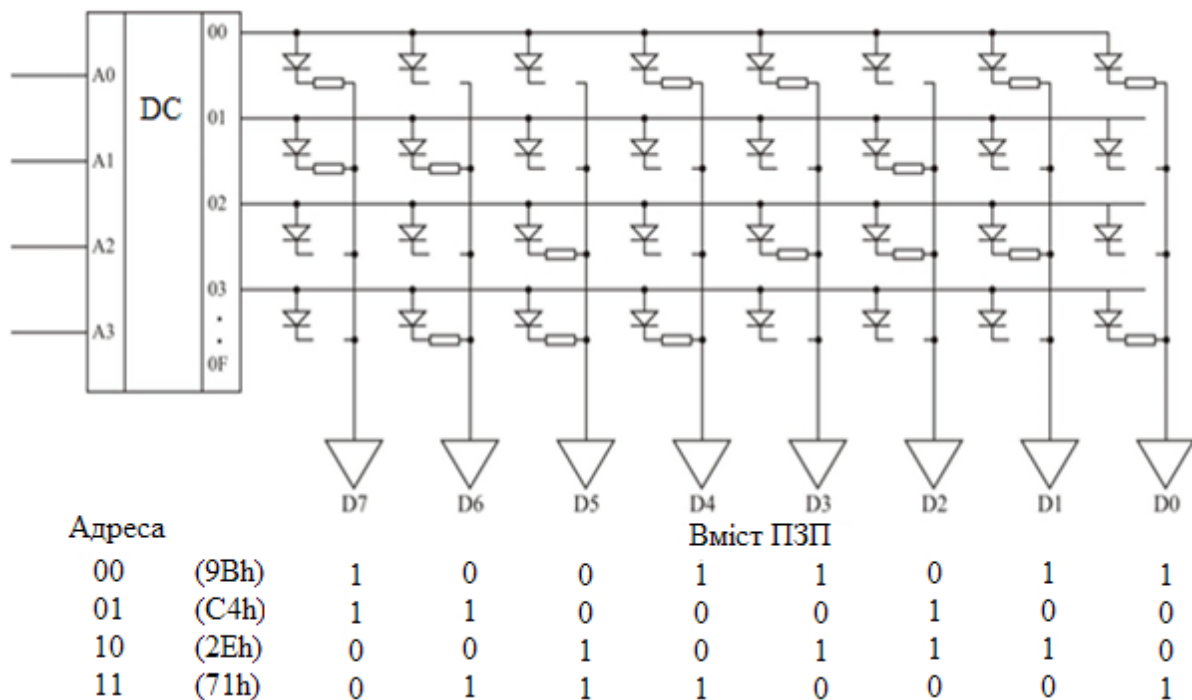 00
A0
DC
01
A1
02
A2
03
.
.
A3
0F
D7 D6 D5 D4 D3 D2 D1 D0
Адреса Вміст ПЗП
00 (9Bh) 1 0 0 1 1 0 1 1
01 (C4h) 1 1 0 0 0 1 0 0
10 (2Eh) 0 0 1 0 1 1 1 0
11 (71h) 0 1 1 1 0 0 0 1